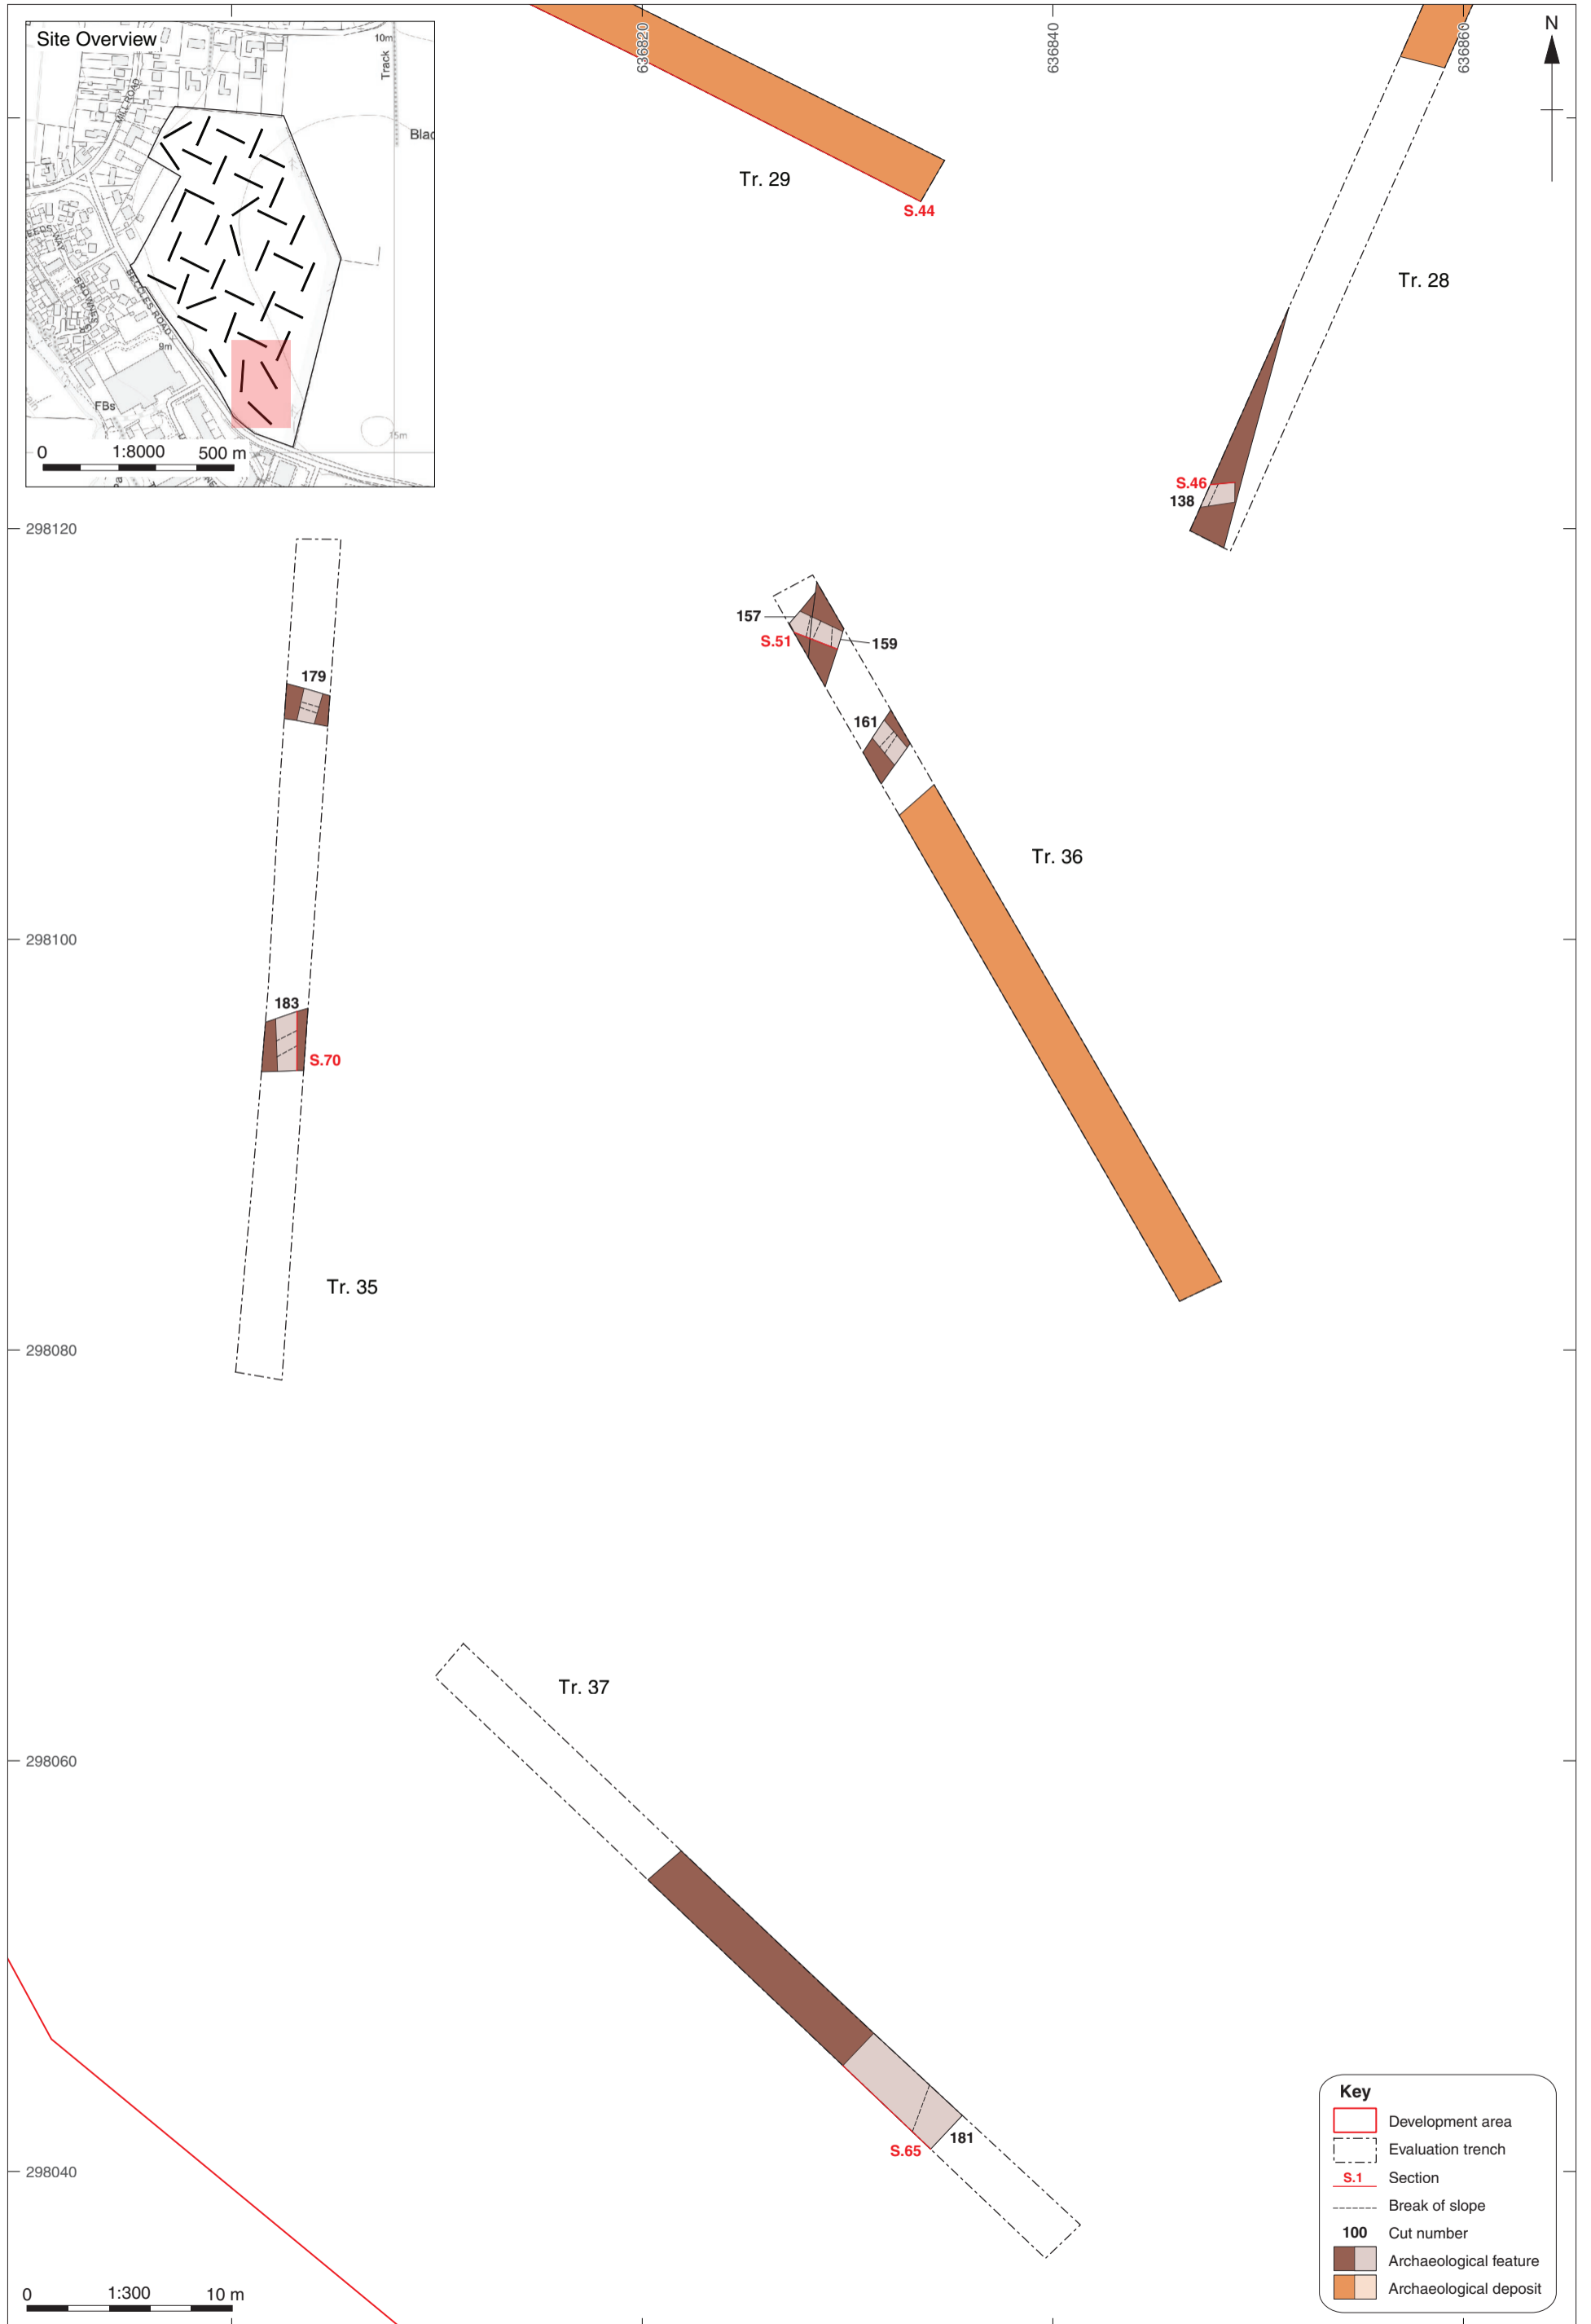 Site Overview
10m
Track
MILL ROAD
Blac
BECCLES ROAD
9m
FBs
15m
0 1:8000 500 m
636820
636840
636860
N
Tr. 29
S.44
Tr. 28
S.46
138
298120
157
S.51
159
179
161
Tr. 36
298100
183
S.70
Tr. 35
298080
Tr. 37
298060
181
S.65
298040
0 1:300 10 m
Key
Development area
Evaluation trench
S.1 Section
Break of slope
100 Cut number
Archaeological feature
Archaeological deposit